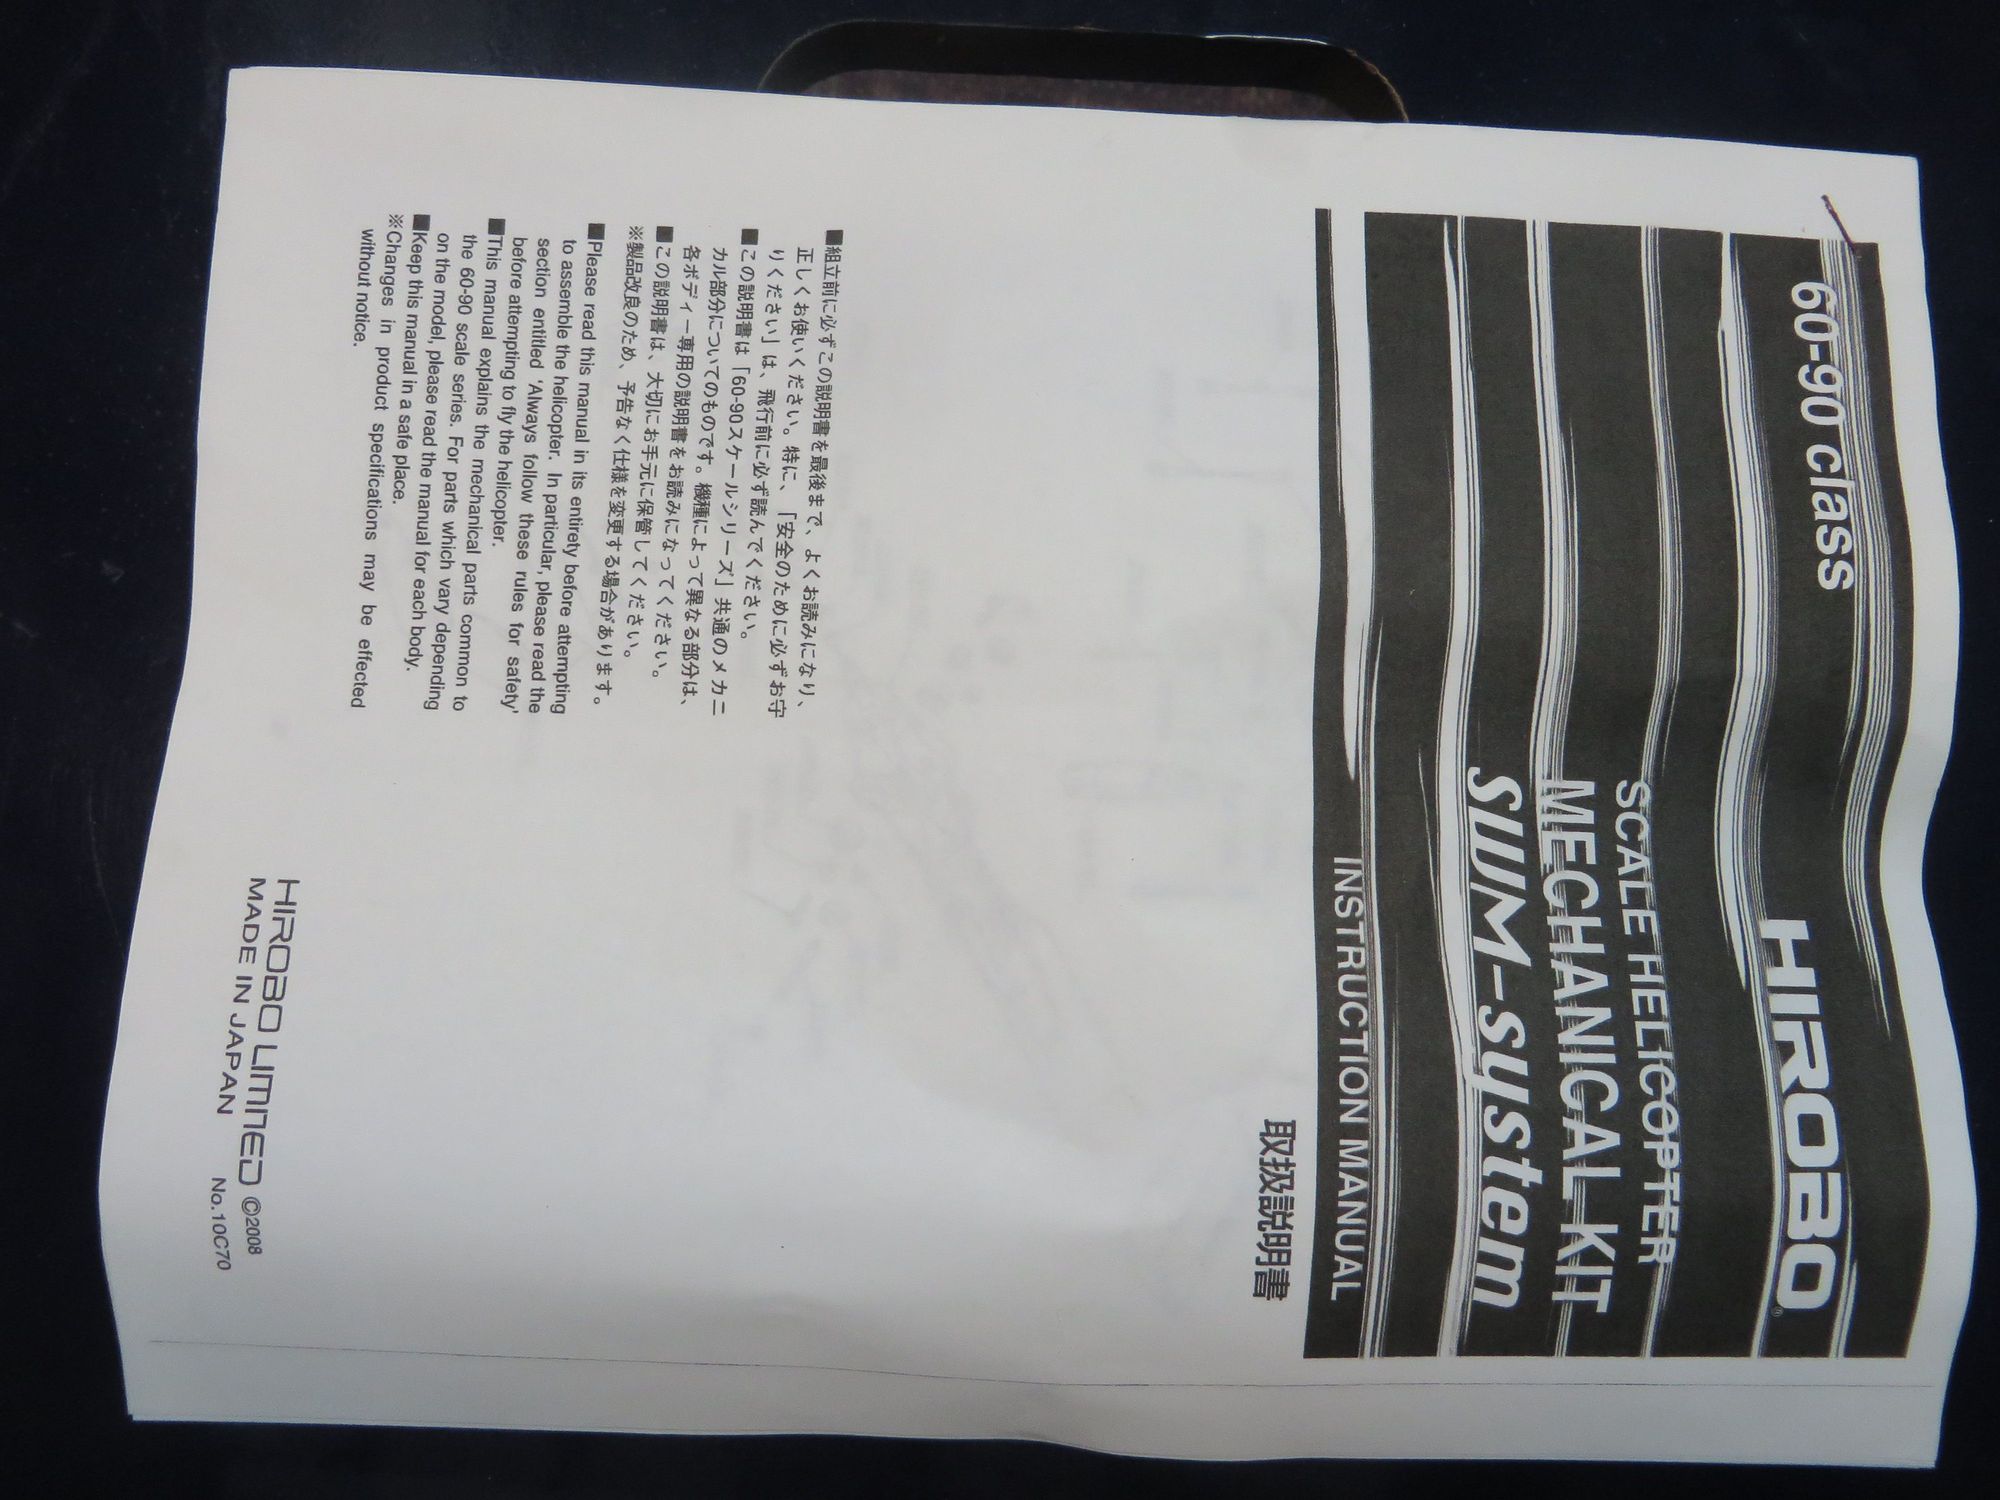 60-90 class
HIROBO®
SCALE HELICOPTER
MECHANICAL KIT
SUM-system
INSTRUCTION MANUAL
取扱説明書
■組立前に必ずこの説明書を最後まで、よくお読みになり、
正しくお使いください。特に、「安全のために必ずお守
りください」は、飛行前に必ず読んでください。
■この説明書は「60-90スケールシリーズ」共通のメカニ
カル部分についてのものです。機種によって異なる部分は、
各ボディー専用の説明書をお読みになってください。
■この説明書は、大切にお手元に保管してください。
※製品改良のため、予告なく仕様を変更する場合があります。
■Please read this manual in its entirety before attempting
to assemble the helicopter. In particular, please read the
section entitled 'Always follow these rules for safety'
before attempting to fly the helicopter.
■This manual explains the mechanical parts common to
the 60-90 scale series. For parts which vary depending
on the model, please read the manual for each body.
■Keep this manual in a safe place.
※Changes in product specifications may be effected
without notice.
HIROBO LIMITED ©2008
MADE IN JAPAN No.10C70